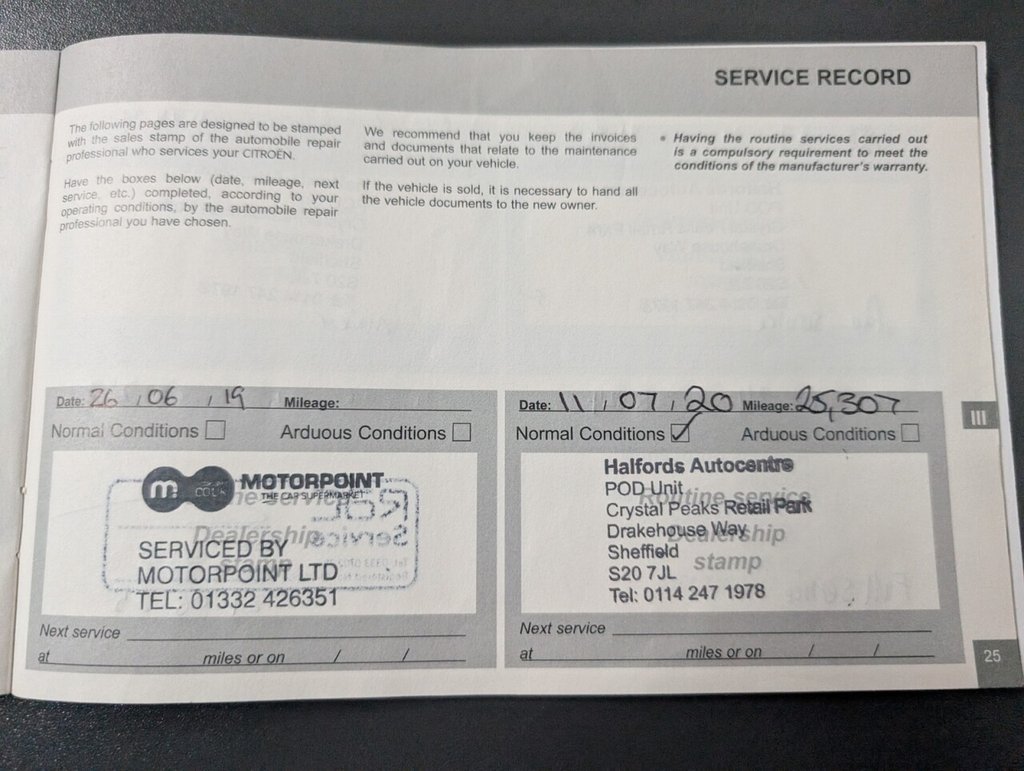 SERVICE RECORD
The following pages are designed to be stamped
with the sales stamp of the automobile repair
professional who services your CITROËN.
Have the boxes below (date, mileage, next
service, etc.) completed, according to your
operating conditions, by the automobile repair
professional you have chosen.
We recommend that you keep the invoices
and documents that relate to the maintenance
carried out on your vehicle.
If the vehicle is sold, it is necessary to hand all
the vehicle documents to the new owner.
• Having the routine services carried out
is a compulsory requirement to meet the
conditions of the manufacturer's warranty.
Date: 26 / 06 / 19 Mileage:
Normal Conditions Arduous Conditions
m MOTORPOINT
.CO.UK THE CAR SUPERMARKET
service
Dealership
stamp
SERVICED BY
MOTORPOINT LTD
TEL: 01332 426351
Next service
at miles or on / /
Date: 11 / 07 / 20 Mileage: 25,307
Normal Conditions ✓ Arduous Conditions
Halfords Autocentre
POD Unit
Routine service
Crystal Peaks Retail Park
Drakehouse Way
Dealership
Sheffield
stamp
S20 7JL
Tel: 0114 247 1978
Next service
at miles or on / /
III
25